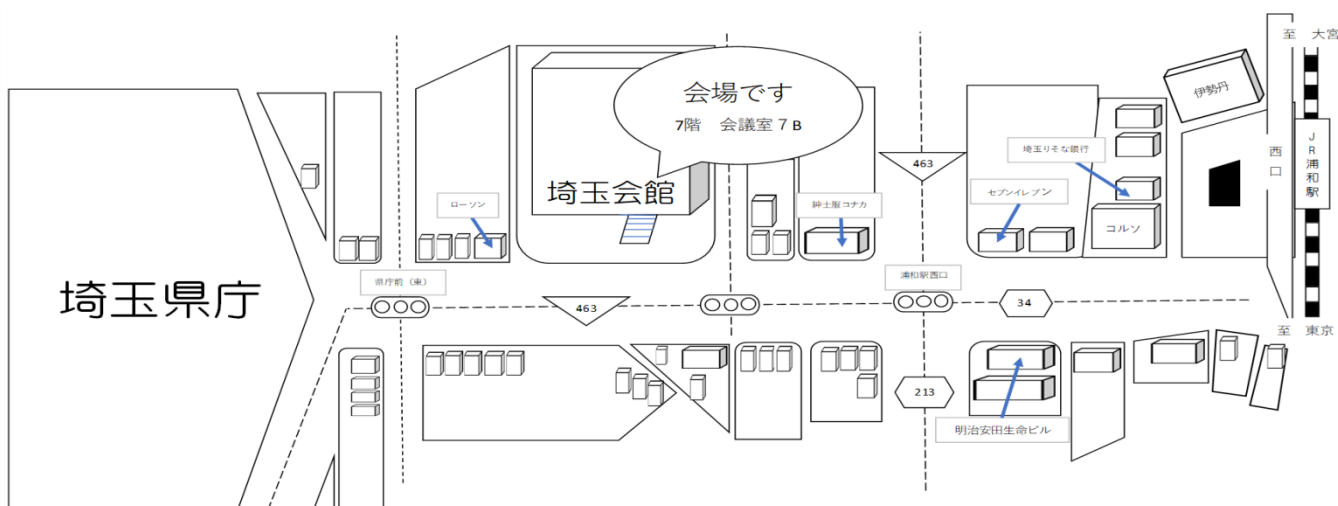 至　大宮
伊勢丹
会場です
7階　会議室７B
JR浦和駅
西口
埼玉りそな銀行
463
セブンイレブン
埼玉会館
ローソン
紳士服コナカ
コルソ
県庁前（東）
浦和駅西口
埼玉県庁
463
34
至　東京
213
明治安田生命ビル